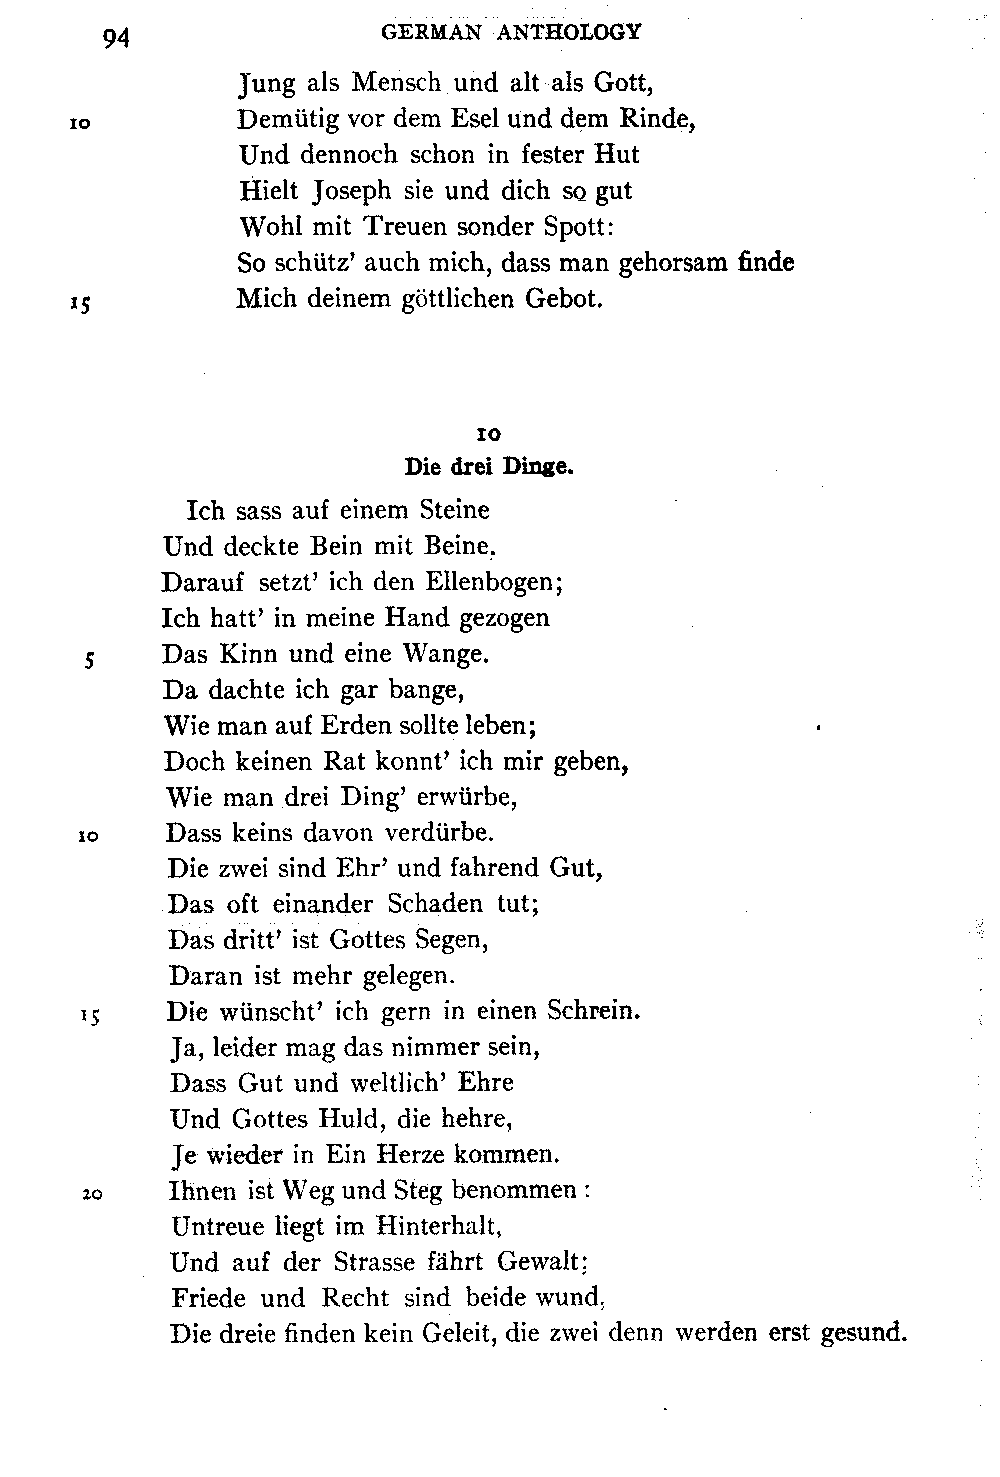 94 GERMAN ANTHOLOGY
Jung als Mensch und alt als Gott,
10 Demütig vor dem Esel und dem Rinde,
Und dennoch schon in fester Hut
Hielt Joseph sie und dich so gut
Wohl mit Treuen sonder Spott:
So schütz’ auch mich, dass man gehorsam finde
15 Mich deinem göttlichen Gebot.
10
Die drei Dinge.
Ich sass auf einem Steine
Und deckte Bein mit Beine.
Darauf setzt’ ich den Ellenbogen;
Ich hatt’ in meine Hand gezogen
5 Das Kinn und eine Wange.
Da dachte ich gar bange,
Wie man auf Erden sollte leben;
Doch keinen Rat konnt’ ich mir geben,
Wie man drei Ding’ erwürbe,
10 Dass keins davon verdürbe.
Die zwei sind Ehr’ und fahrend Gut,
Das oft einander Schaden tut;
Das dritt’ ist Gottes Segen,
Daran ist mehr gelegen.
15 Die wünscht’ ich gern in einen Schrein.
Ja, leider mag das nimmer sein,
Dass Gut und weltlich’ Ehre
Und Gottes Huld, die hehre,
Je wieder in Ein Herze kommen.
20 Ihnen ist Weg und Steg benommen:
Untreue liegt im Hinterhalt,
Und auf der Strasse fährt Gewalt;
Friede und Recht sind beide wund,
Die dreie finden kein Geleit, die zwei denn werden erst gesund.